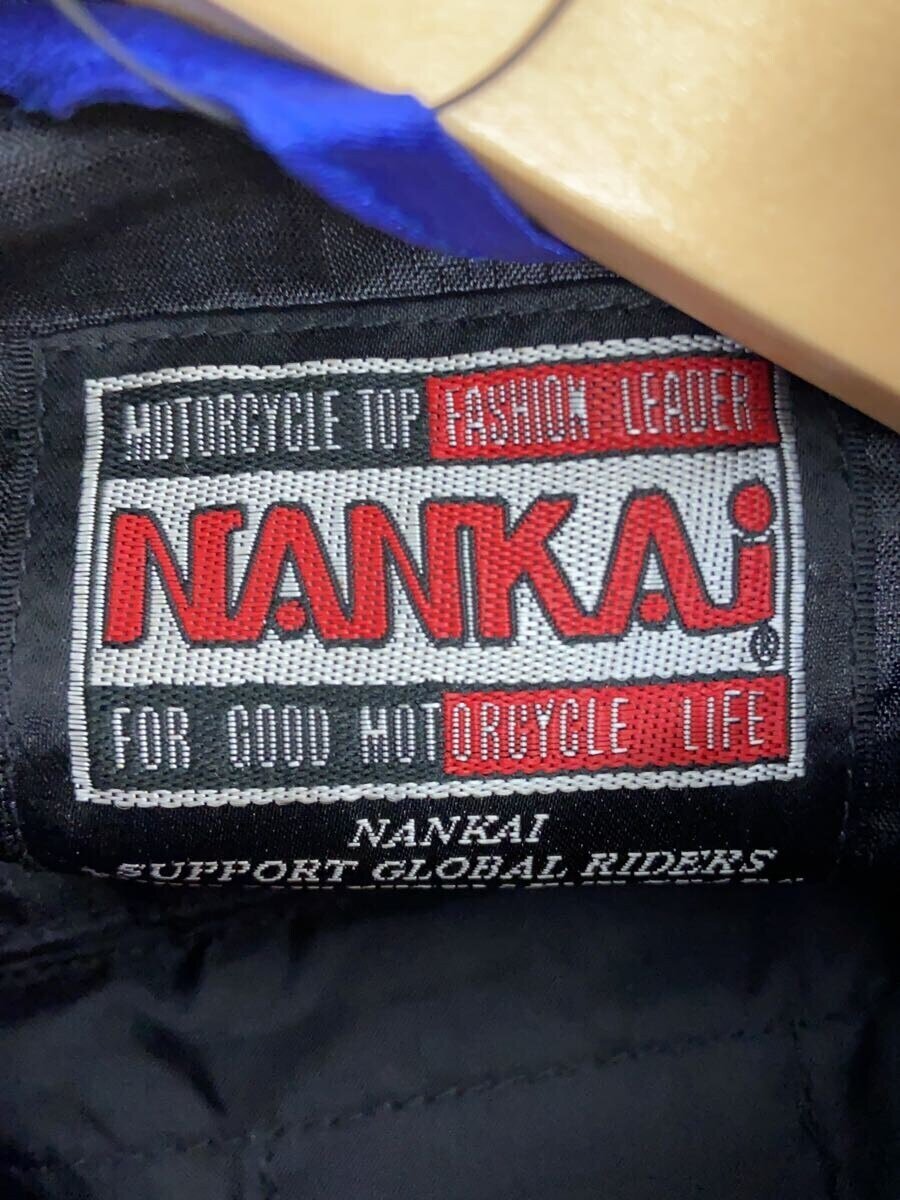 MOTORCYCLE TOP FASHION LEADER
NANKAi®
FOR GOOD MOTORCYCLE LIFE
NANKAI
SUPPORT GLOBAL RIDERS